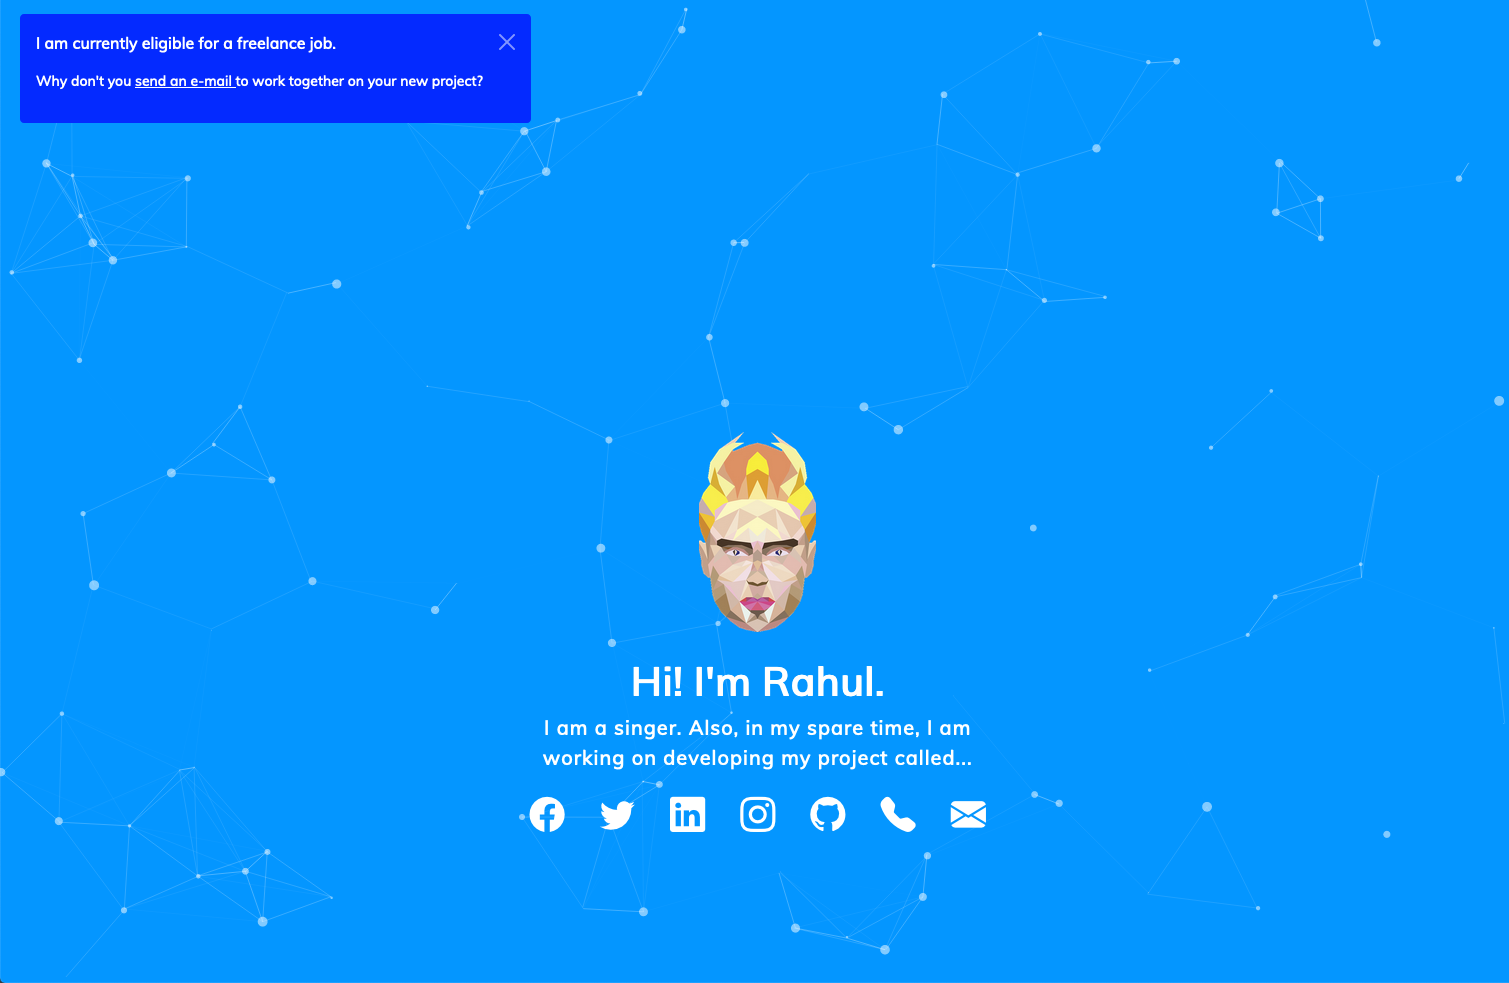 I am currently eligible for a freelance job.
Why don't you send an e-mail to work together on your new project?
Hi! I'm Rahul.
I am a singer. Also, in my spare time, I am
working on developing my project called...